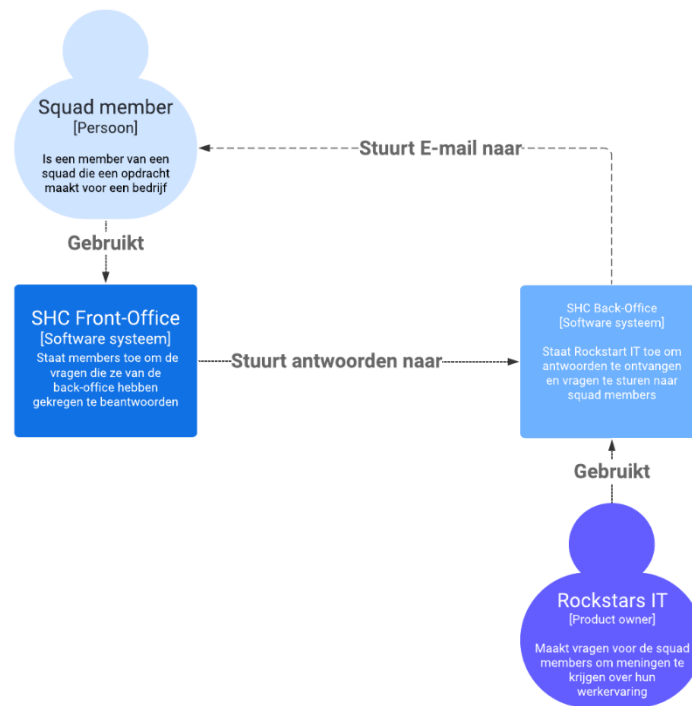 Squad member
[Persoon]
Is een member van een
squad die een opdracht
maakt voor een bedrijf
Stuurt E-mail naar
Gebruikt
SHC Front-Office
[Software systeem]
Staat members toe om de
vragen die ze van de
back-office hebben
gekregen te beantwoorden
Stuurt antwoorden naar
SHC Back-Office
[Software systeem]
Staat Rockstart IT toe om
antwoorden te ontvangen
en vragen te sturen naar
squad members
Gebruikt
Rockstars IT
[Product owner]
Maakt vragen voor de squad
members om meningen te
krijgen over hun
werkervaring